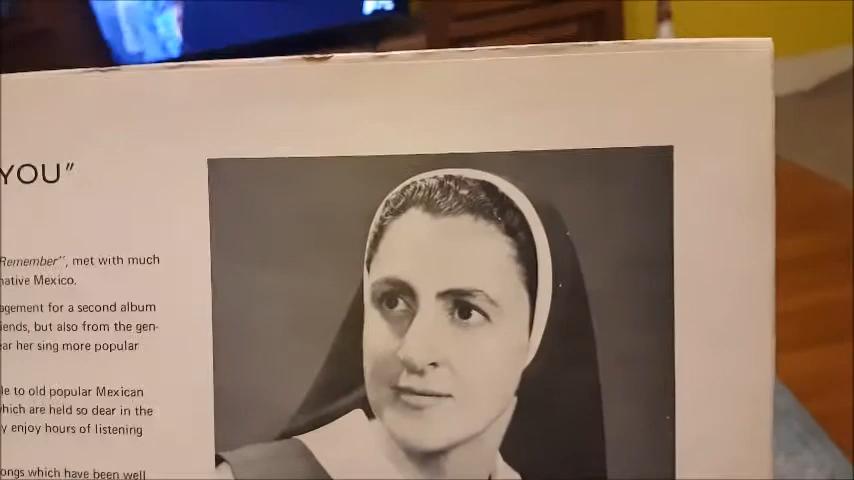 YOU"
Remember", met with much
native Mexico.
agement for a second album
iends, but also from the gen-
ar her sing more popular
le to old popular Mexican
which are held so dear in the
y enjoy hours of listening
ongs which have been well